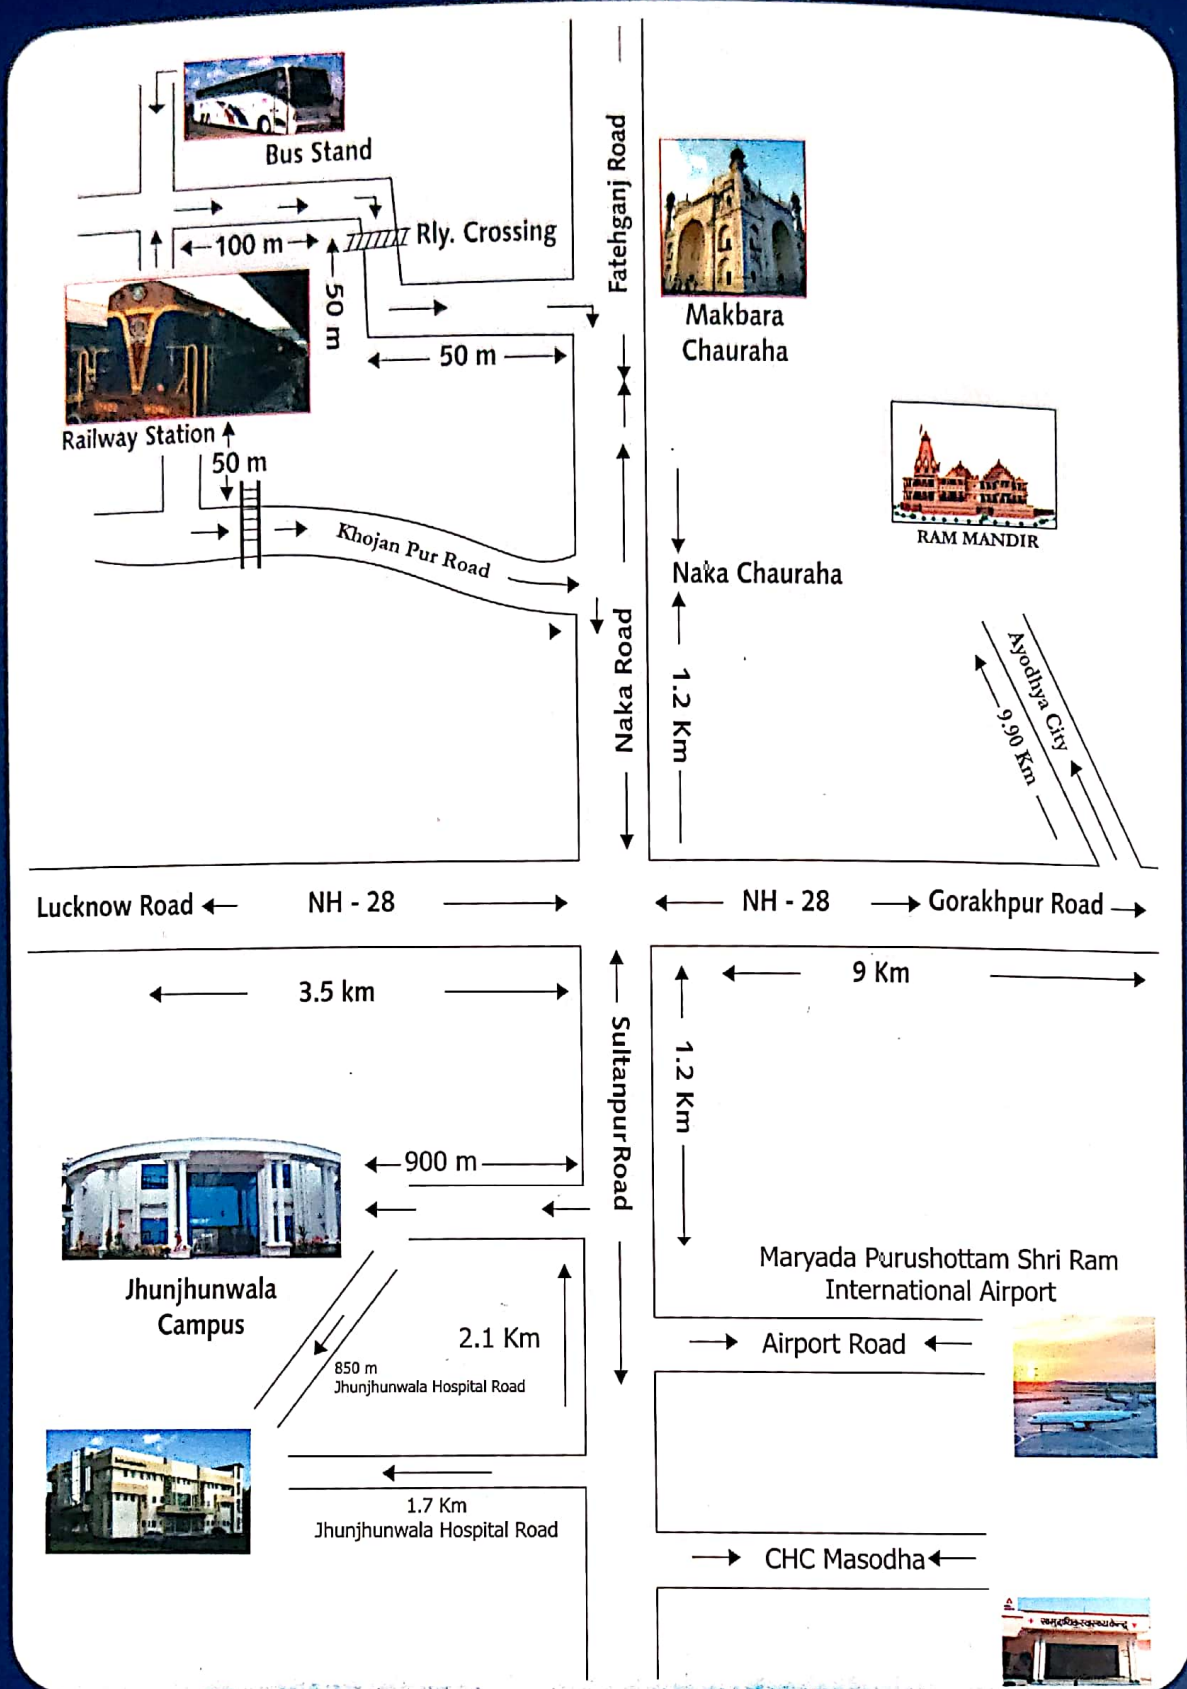 Bus Stand
Fatehganj Road
100 m
Rly. Crossing
50 m
50 m
Makbara
Chauraha
Railway Station
50 m
Khojan Pur Road
RAM MANDIR
Naka Chauraha
Naka Road
1.2 Km
Ayodhya City
9.90 Km
Lucknow Road
NH - 28
NH - 28
Gorakhpur Road
3.5 km
9 Km
Sultanpur Road
1.2 Km
900 m
Jhunjhunwala
Campus
Maryada Purushottam Shri Ram
International Airport
2.1 Km
Airport Road
850 m
Jhunjhunwala Hospital Road
1.7 Km
Jhunjhunwala Hospital Road
CHC Masodha
सामुदायिक स्वास्थ्य केन्द्र